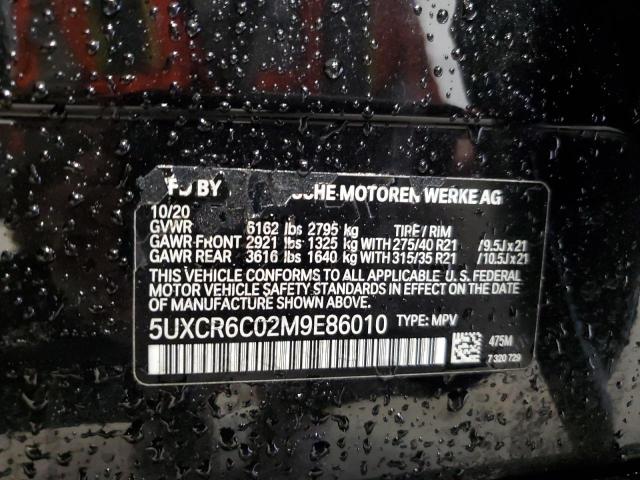 BY MOTOREN WERKE AG
10/20
GVWR 6162 lbs 2795 kg TIRE / RIM
GAWR FRONT 2921 lbs 1325 kg WITH 275/40 R21 /9.5J x 21
GAWR REAR 3616 lbs 1640 kg WITH 315/35 R21 /10.5J x 21
THIS VEHICLE CONFORMS TO ALL APPLICABLE U. S. FEDERAL
MOTOR VEHICLE SAFETY STANDARDS IN EFFECT ON THE DATE
OF MANUFACTURE SHOWN ABOVE.
5UXCR6C02M9E86010 TYPE: MPV
475M
7 320 729